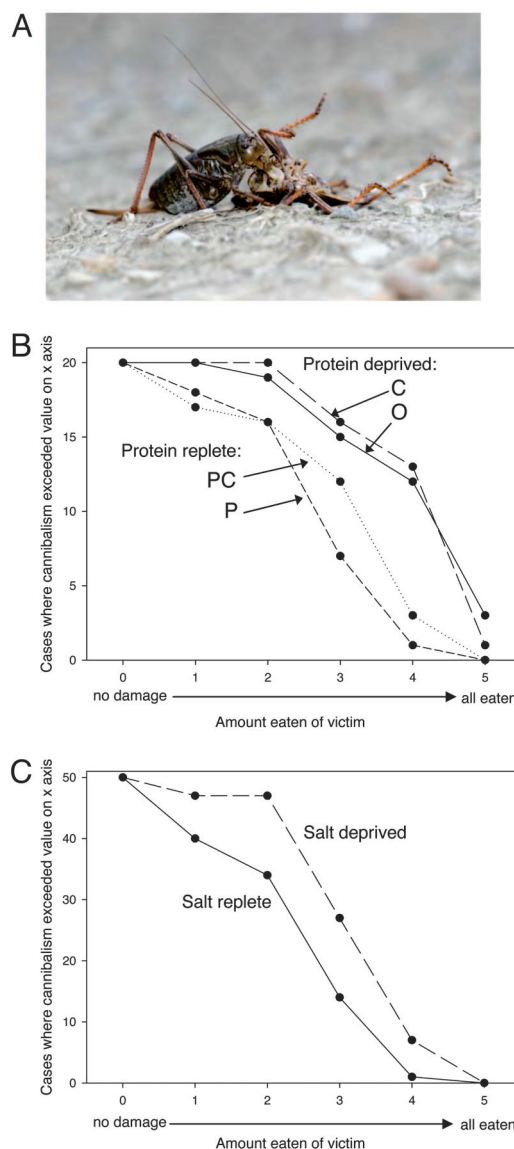 A
B
Cases where cannibalism exceeded value on x axis
20
15
10
5
0
Protein deprived:
C
O
Protein replete:
PC
P
0 1 2 3 4 5
no damage all eaten
Amount eaten of victim
C
Cases where cannibalism exceeded value on x axis
50
40
30
20
10
0
Salt deprived
Salt replete
0 1 2 3 4 5
no damage all eaten
Amount eaten of victim